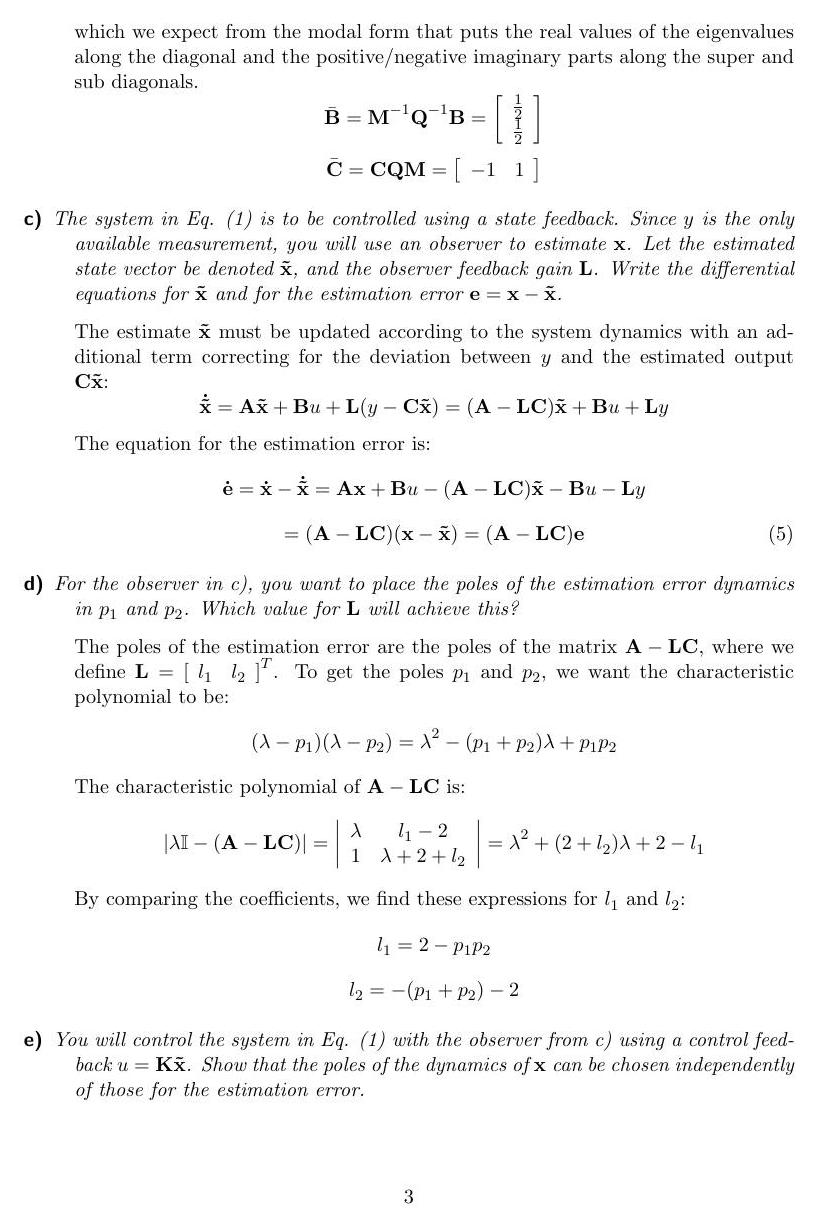 which we expect from the modal form that puts the real values of the eigenvalues
along the diagonal and the positive/negative imaginary parts along the super and
sub diagonals.
B̄ = M⁻¹Q⁻¹B = [ 1/2 1/2 ]
C̄ = CQM = [ −1 1 ]
c) The system in Eq. (1) is to be controlled using a state feedback. Since y is the only
available measurement, you will use an observer to estimate x. Let the estimated
state vector be denoted x̃, and the observer feedback gain L. Write the differential
equations for x̃ and for the estimation error e = x − x̃.
The estimate x̃ must be updated according to the system dynamics with an ad-
ditional term correcting for the deviation between y and the estimated output
Cx̃:
x̃̇ = Ax̃ + Bu + L(y − Cx̃) = (A − LC)x̃ + Bu + Ly
The equation for the estimation error is:
ė = ẋ − x̃̇ = Ax + Bu − (A − LC)x̃ − Bu − Ly
= (A − LC)(x − x̃) = (A − LC)e (5)
d) For the observer in c), you want to place the poles of the estimation error dynamics
in p₁ and p₂. Which value for L will achieve this?
The poles of the estimation error are the poles of the matrix A − LC, where we
define L = [ l₁ l₂ ]ᵀ. To get the poles p₁ and p₂, we want the characteristic
polynomial to be:
(λ − p₁)(λ − p₂) = λ² − (p₁ + p₂)λ + p₁p₂
The characteristic polynomial of A − LC is:
|λ𝕀 − (A − LC)| = | λ l₁ − 2 ; 1 λ + 2 + l₂ | = λ² + (2 + l₂)λ + 2 − l₁
By comparing the coefficients, we find these expressions for l₁ and l₂:
l₁ = 2 − p₁p₂
l₂ = −(p₁ + p₂) − 2
e) You will control the system in Eq. (1) with the observer from c) using a control feed-
back u = Kx̃. Show that the poles of the dynamics of x can be chosen independently
of those for the estimation error.
3